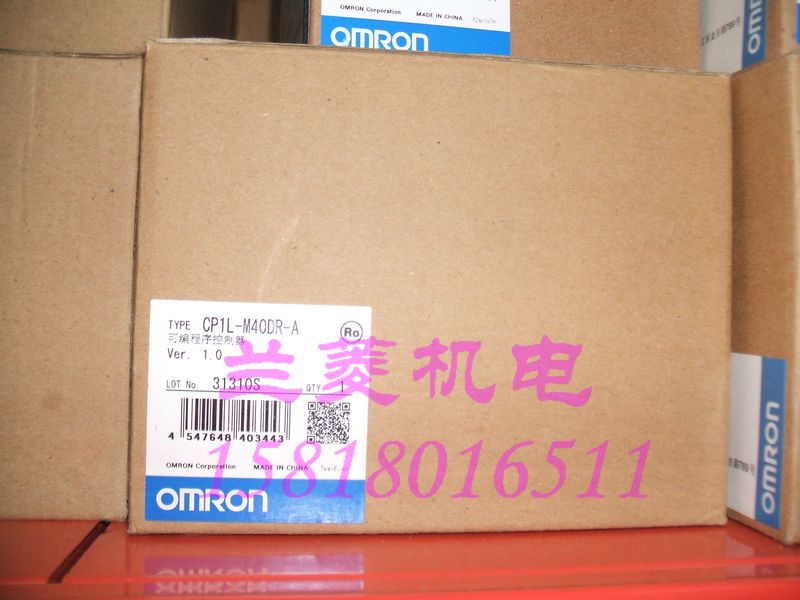 OMRON Corporation MADE IN CHINA
OMRON
TYPE CP1L-M40DR-A
可编程序控制器
Ver. 1.0
Ro
LOT No. 31310S QTY 1
4 547648 403443
OMRON Corporation MADE IN CHINA
OMRON
兰菱机电
15818016511
OMRON